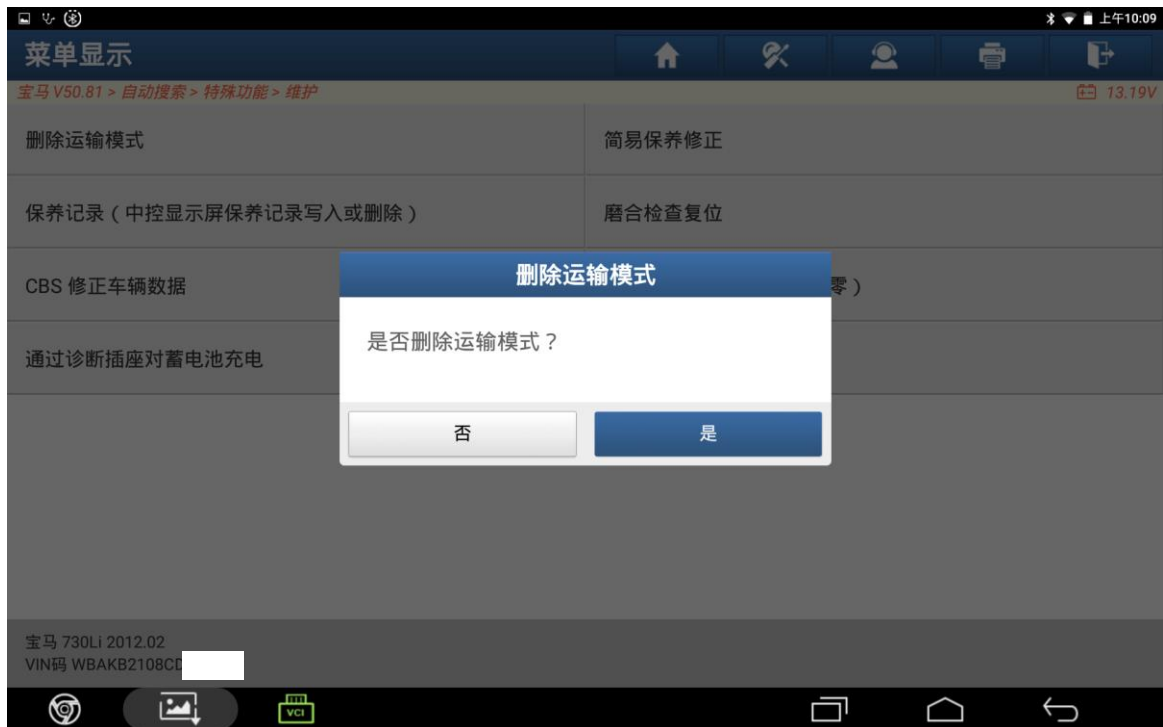 上午10:09
菜单显示
宝马 V50.81 > 自动搜索 > 特殊功能 > 维护
13.19V
删除运输模式
简易保养修正
保养记录（中控显示屏保养记录写入或删除）
磨合检查复位
CBS 修正车辆数据
零）
通过诊断插座对蓄电池充电
删除运输模式
是否删除运输模式？
否
是
宝马 730Li 2012.02
VIN码 WBAKB2108CD
VCI